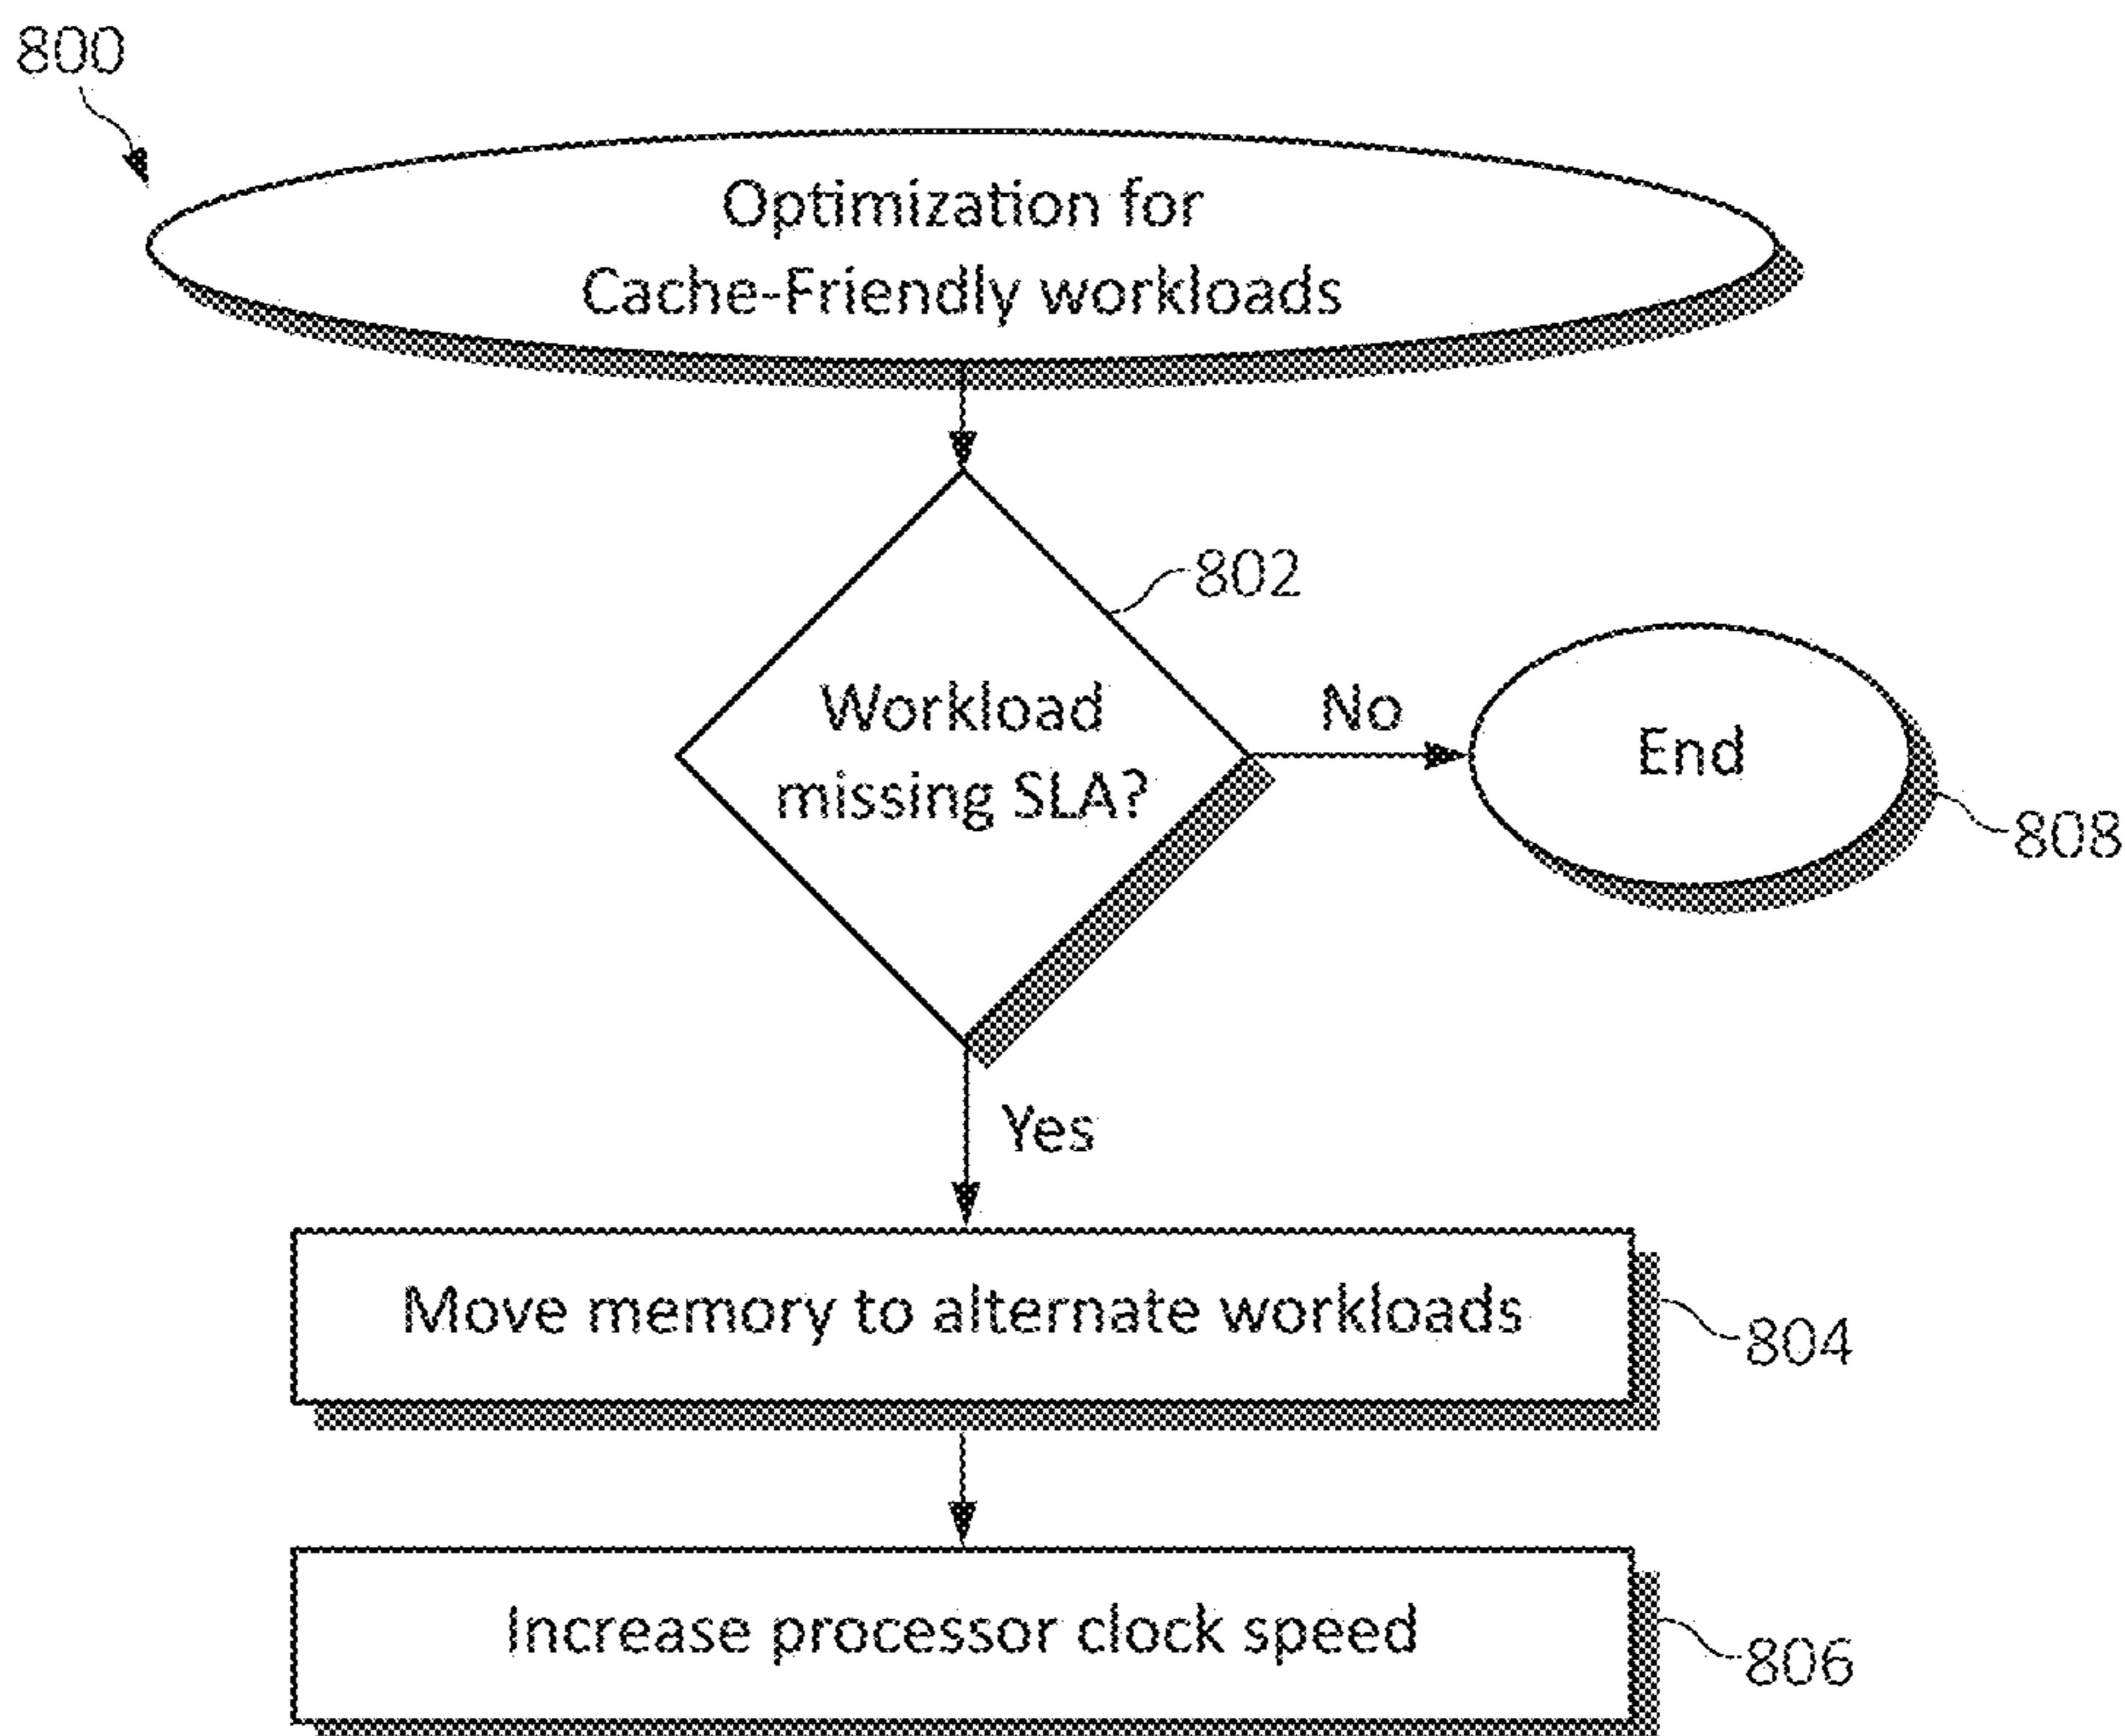 800
Optimization for
Cache-Friendly workloads
802
Workload
missing SLA?
No
End
808
Yes
Move memory to alternate workloads
804
Increase processor clock speed
806